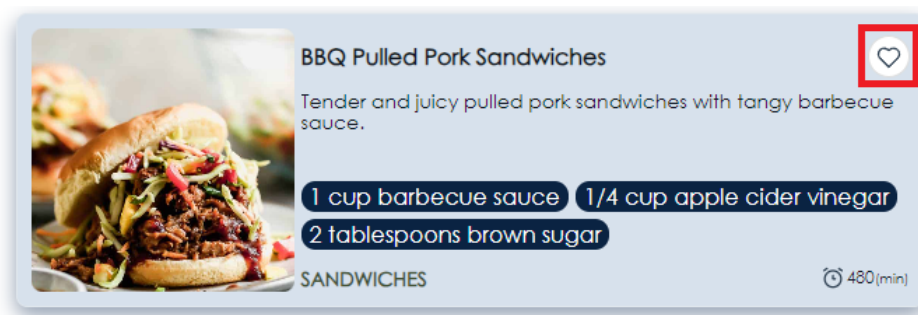 BBQ Pulled Pork Sandwiches
Tender and juicy pulled pork sandwiches with tangy barbecue
sauce.
1 cup barbecue sauce 1/4 cup apple cider vinegar
2 tablespoons brown sugar
SANDWICHES 480(min)